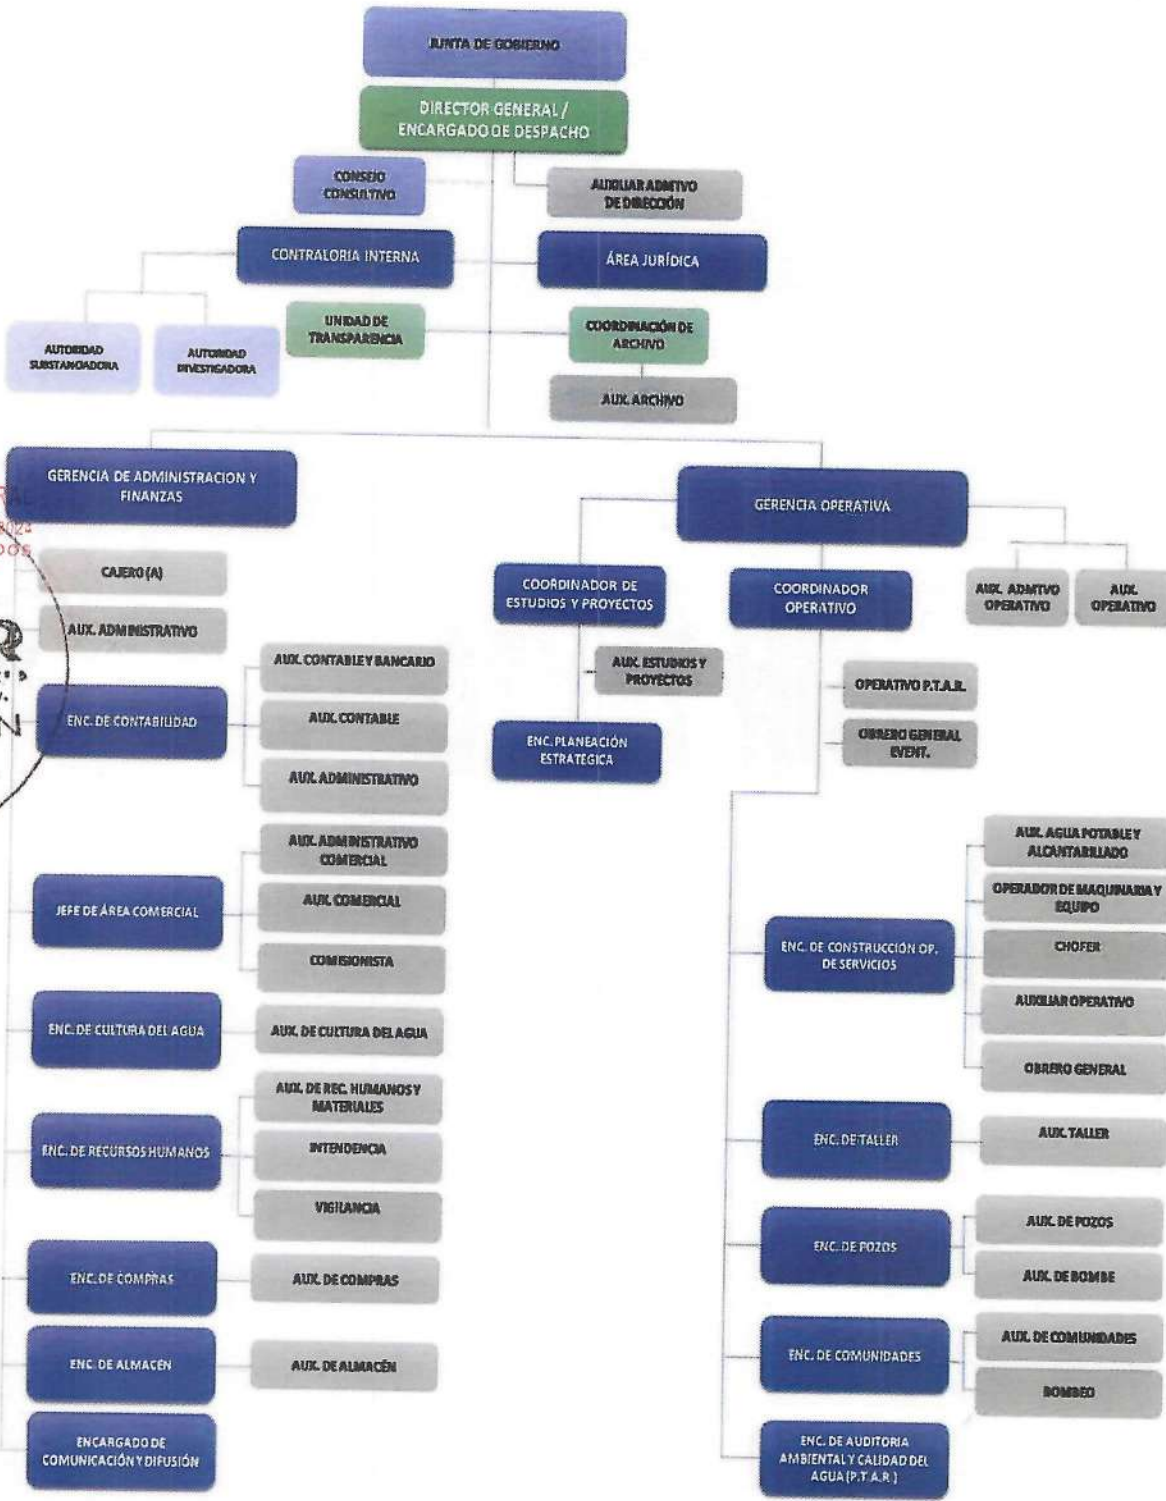 JUNTA DE GOBIERNO
DIRECTOR GENERAL /
ENCARGADO DE DESPACHO
CONSEJO
CONSULTIVO
AUXILIAR ADMTVO
DE DIRECCIÓN
CONTRALORIA INTERNA
ÁREA JURÍDICA
UNIDAD DE
TRANSPARENCIA
COORDINACIÓN DE
ARCHIVO
AUTORIDAD
SUBSTANCIADORA
AUTORIDAD
INVESTIGADORA
AUX. ARCHIVO
GERENCIA DE ADMINISTRACION Y
FINANZAS
CAJERO (A)
AUX. ADMINISTRATIVO
ENC. DE CONTABILIDAD
AUX. CONTABLE Y BANCARIO
AUX. CONTABLE
AUX. ADMINISTRATIVO
JEFE DE ÁREA COMERCIAL
AUX. ADMINISTRATIVO
COMERCIAL
AUX. COMERCIAL
COMISIONISTA
ENC. DE CULTURA DEL AGUA
AUX. DE CULTURA DEL AGUA
ENC. DE RECURSOS HUMANOS
AUX. DE REC. HUMANOS Y
MATERIALES
INTENDENCIA
VIGILANCIA
ENC. DE COMPRAS
AUX. DE COMPRAS
ENC. DE ALMACÉN
AUX. DE ALMACÉN
ENCARGADO DE
COMUNICACIÓN Y DIFUSIÓN
GERENCIA OPERATIVA
COORDINADOR DE
ESTUDIOS Y PROYECTOS
COORDINADOR
OPERATIVO
AUX. ADMTVO
OPERATIVO
AUX.
OPERATIVO
AUX. ESTUDIOS Y
PROYECTOS
ENC. PLANEACIÓN
ESTRATEGICA
OPERATIVO P.T.A.R.
OBRERO GENERAL
EVENT.
ENC. DE CONSTRUCCIÓN OP.
DE SERVICIOS
AUX. AGUA POTABLE Y
ALCANTARILLADO
OPERADOR DE MAQUINARIA Y
EQUIPO
CHOFER
AUXILIAR OPERATIVO
OBRERO GENERAL
ENC. DE TALLER
AUX. TALLER
ENC. DE POZOS
AUX. DE POZOS
AUX. DE BOMBE
ENC. DE COMUNIDADES
AUX. DE COMUNIDADES
BOMBEO
ENC. DE AUDITORIA
AMBIENTAL Y CALIDAD DEL
AGUA (P.T.A.R.)